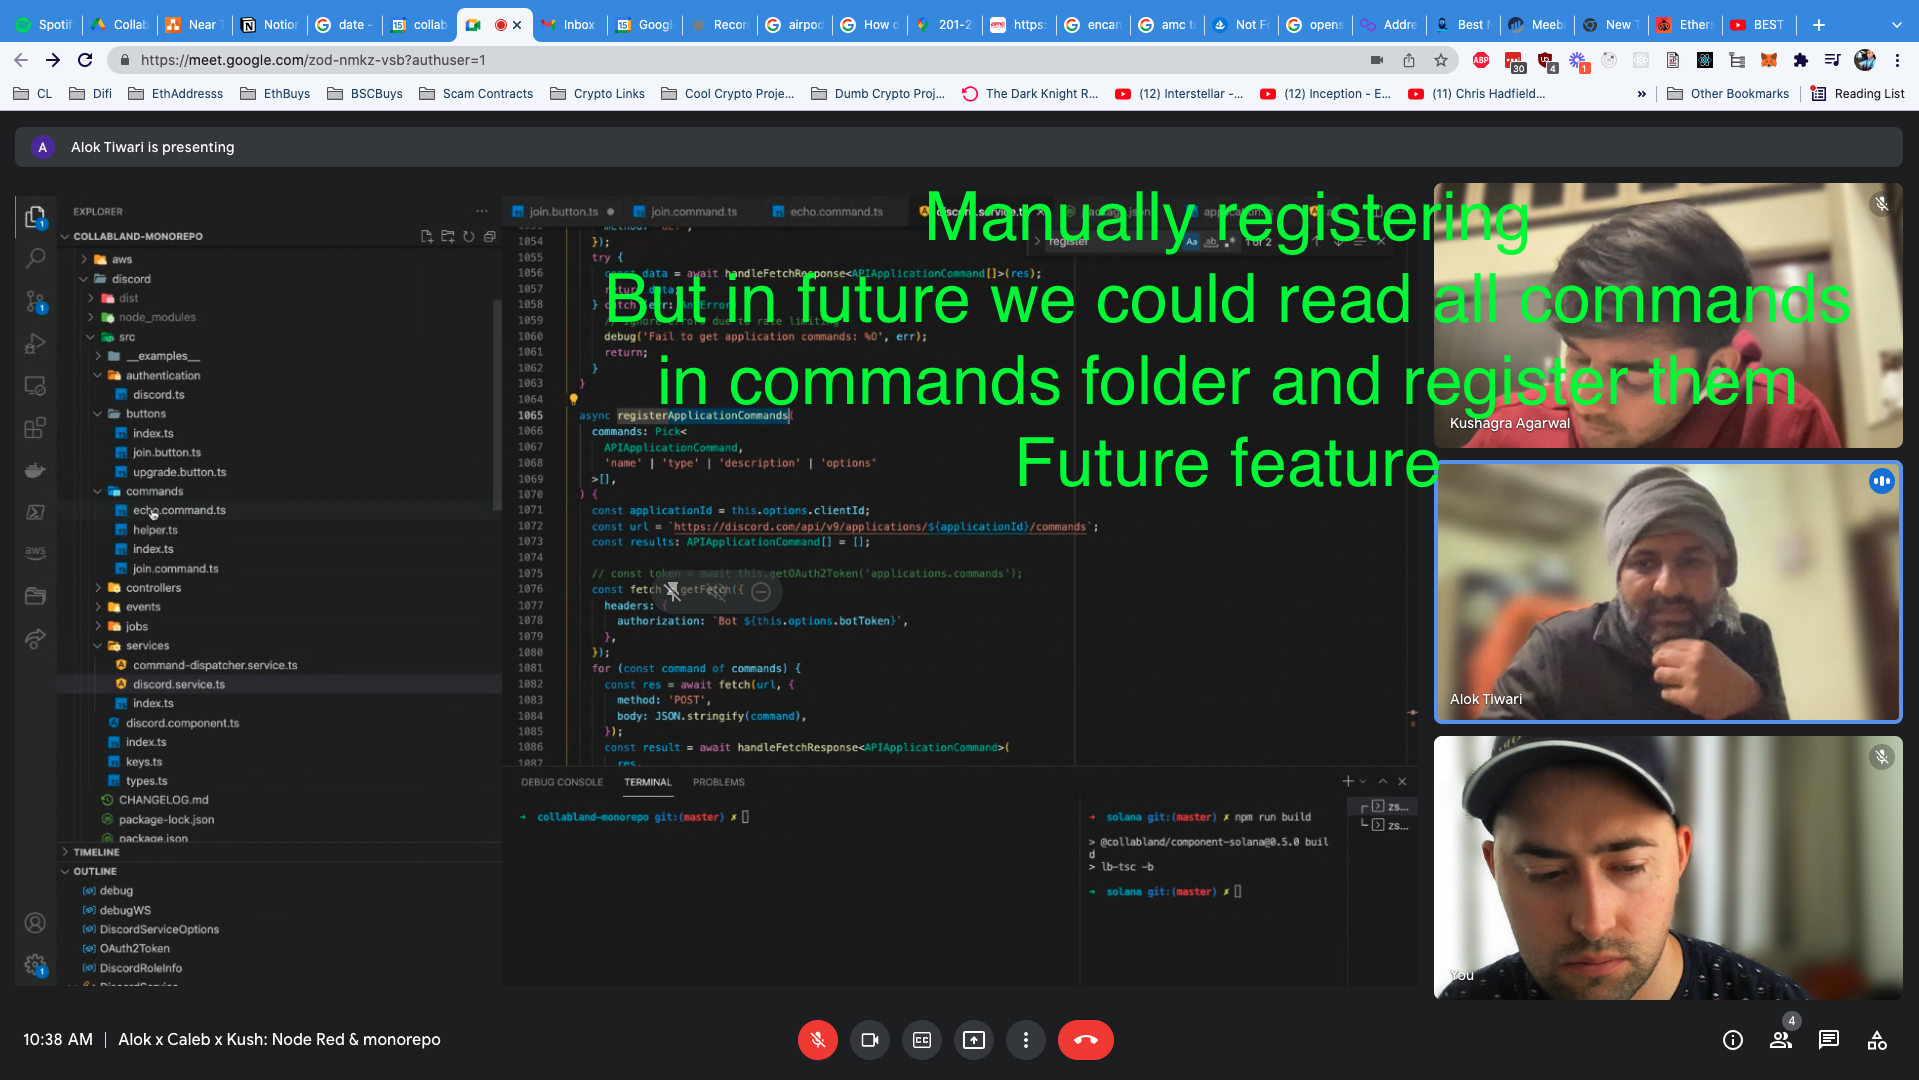 Spotif
Collab
Near
Notion
date -
collab
Inbox
Googl
Recon
airpod
How d
201-2
https:
encan
amc tv
Not Fo
opens
Addre
Best N
Meebi
New T
Ethers
BEST
https://meet.google.com/zod-nmkz-vsb?authuser=1
CL
Difi
EthAddresss
EthBuys
BSCBuys
Scam Contracts
Crypto Links
Cool Crypto Proje...
Dumb Crypto Proj...
The Dark Knight R...
(12) Interstellar -...
(12) Inception - E...
(11) Chris Hadfield...
»
Other Bookmarks
Reading List
A Alok Tiwari is presenting
Manually registering
But in future we could read all commands
in commands folder and register them
Future feature
EXPLORER
COLLABLAND-MONOREPO
aws
discord
dist
node_modules
src
__examples__
authentication
discord.ts
buttons
index.ts
join.button.ts
upgrade.button.ts
commands
echo.command.ts
helper.ts
index.ts
join.command.ts
controllers
events
jobs
services
command-dispatcher.service.ts
discord.service.ts
index.ts
discord.component.ts
index.ts
keys.ts
types.ts
CHANGELOG.md
package-lock.json
package.json
TIMELINE
OUTLINE
debug
debugWS
DiscordServiceOptions
OAuth2Token
DiscordRoleInfo
DiscordService
join.button.ts
join.command.ts
echo.command.ts
register
1 of 2
1054 });
1055 try {
1056 const data = await handleFetchResponse<APIApplicationCommand[]>(res);
1057 return data;
1058 } catch (err: AnyError) {
1059 // Ignore errors due to rate limiting
1060 debug('Fail to get application commands: %O', err);
1061 return;
1062 }
1063 }
1064
1065 async registerApplicationCommands(
1066 commands: Pick<
1067 APIApplicationCommand,
1068 'name' | 'type' | 'description' | 'options'
1069 >[],
1070 ) {
1071 const applicationId = this.options.clientId;
1072 const url = `https://discord.com/api/v9/applications/${applicationId}/commands`;
1073 const results: APIApplicationCommand[] = [];
1074
1075 // const token = await this.getOAuth2Token('applications.commands');
1076 const fetch = getFetch({
1077 headers: {
1078 authorization: `Bot ${this.options.botToken}`,
1079 },
1080 });
1081 for (const command of commands) {
1082 const res = await fetch(url, {
1083 method: 'POST',
1084 body: JSON.stringify(command),
1085 });
1086 const result = await handleFetchResponse<APIApplicationCommand>(
1087 res,
DEBUG CONSOLE TERMINAL PROBLEMS
→ collabland-monorepo git:(master) ✗
→ solana git:(master) ✗ npm run build
> @collabland/component-solana@0.5.0 buil
d
> lb-tsc -b
→ solana git:(master) ✗
zs...
zs...
Kushagra Agarwal
Alok Tiwari
You
10:38 AM | Alok x Caleb x Kush: Node Red & monorepo
4